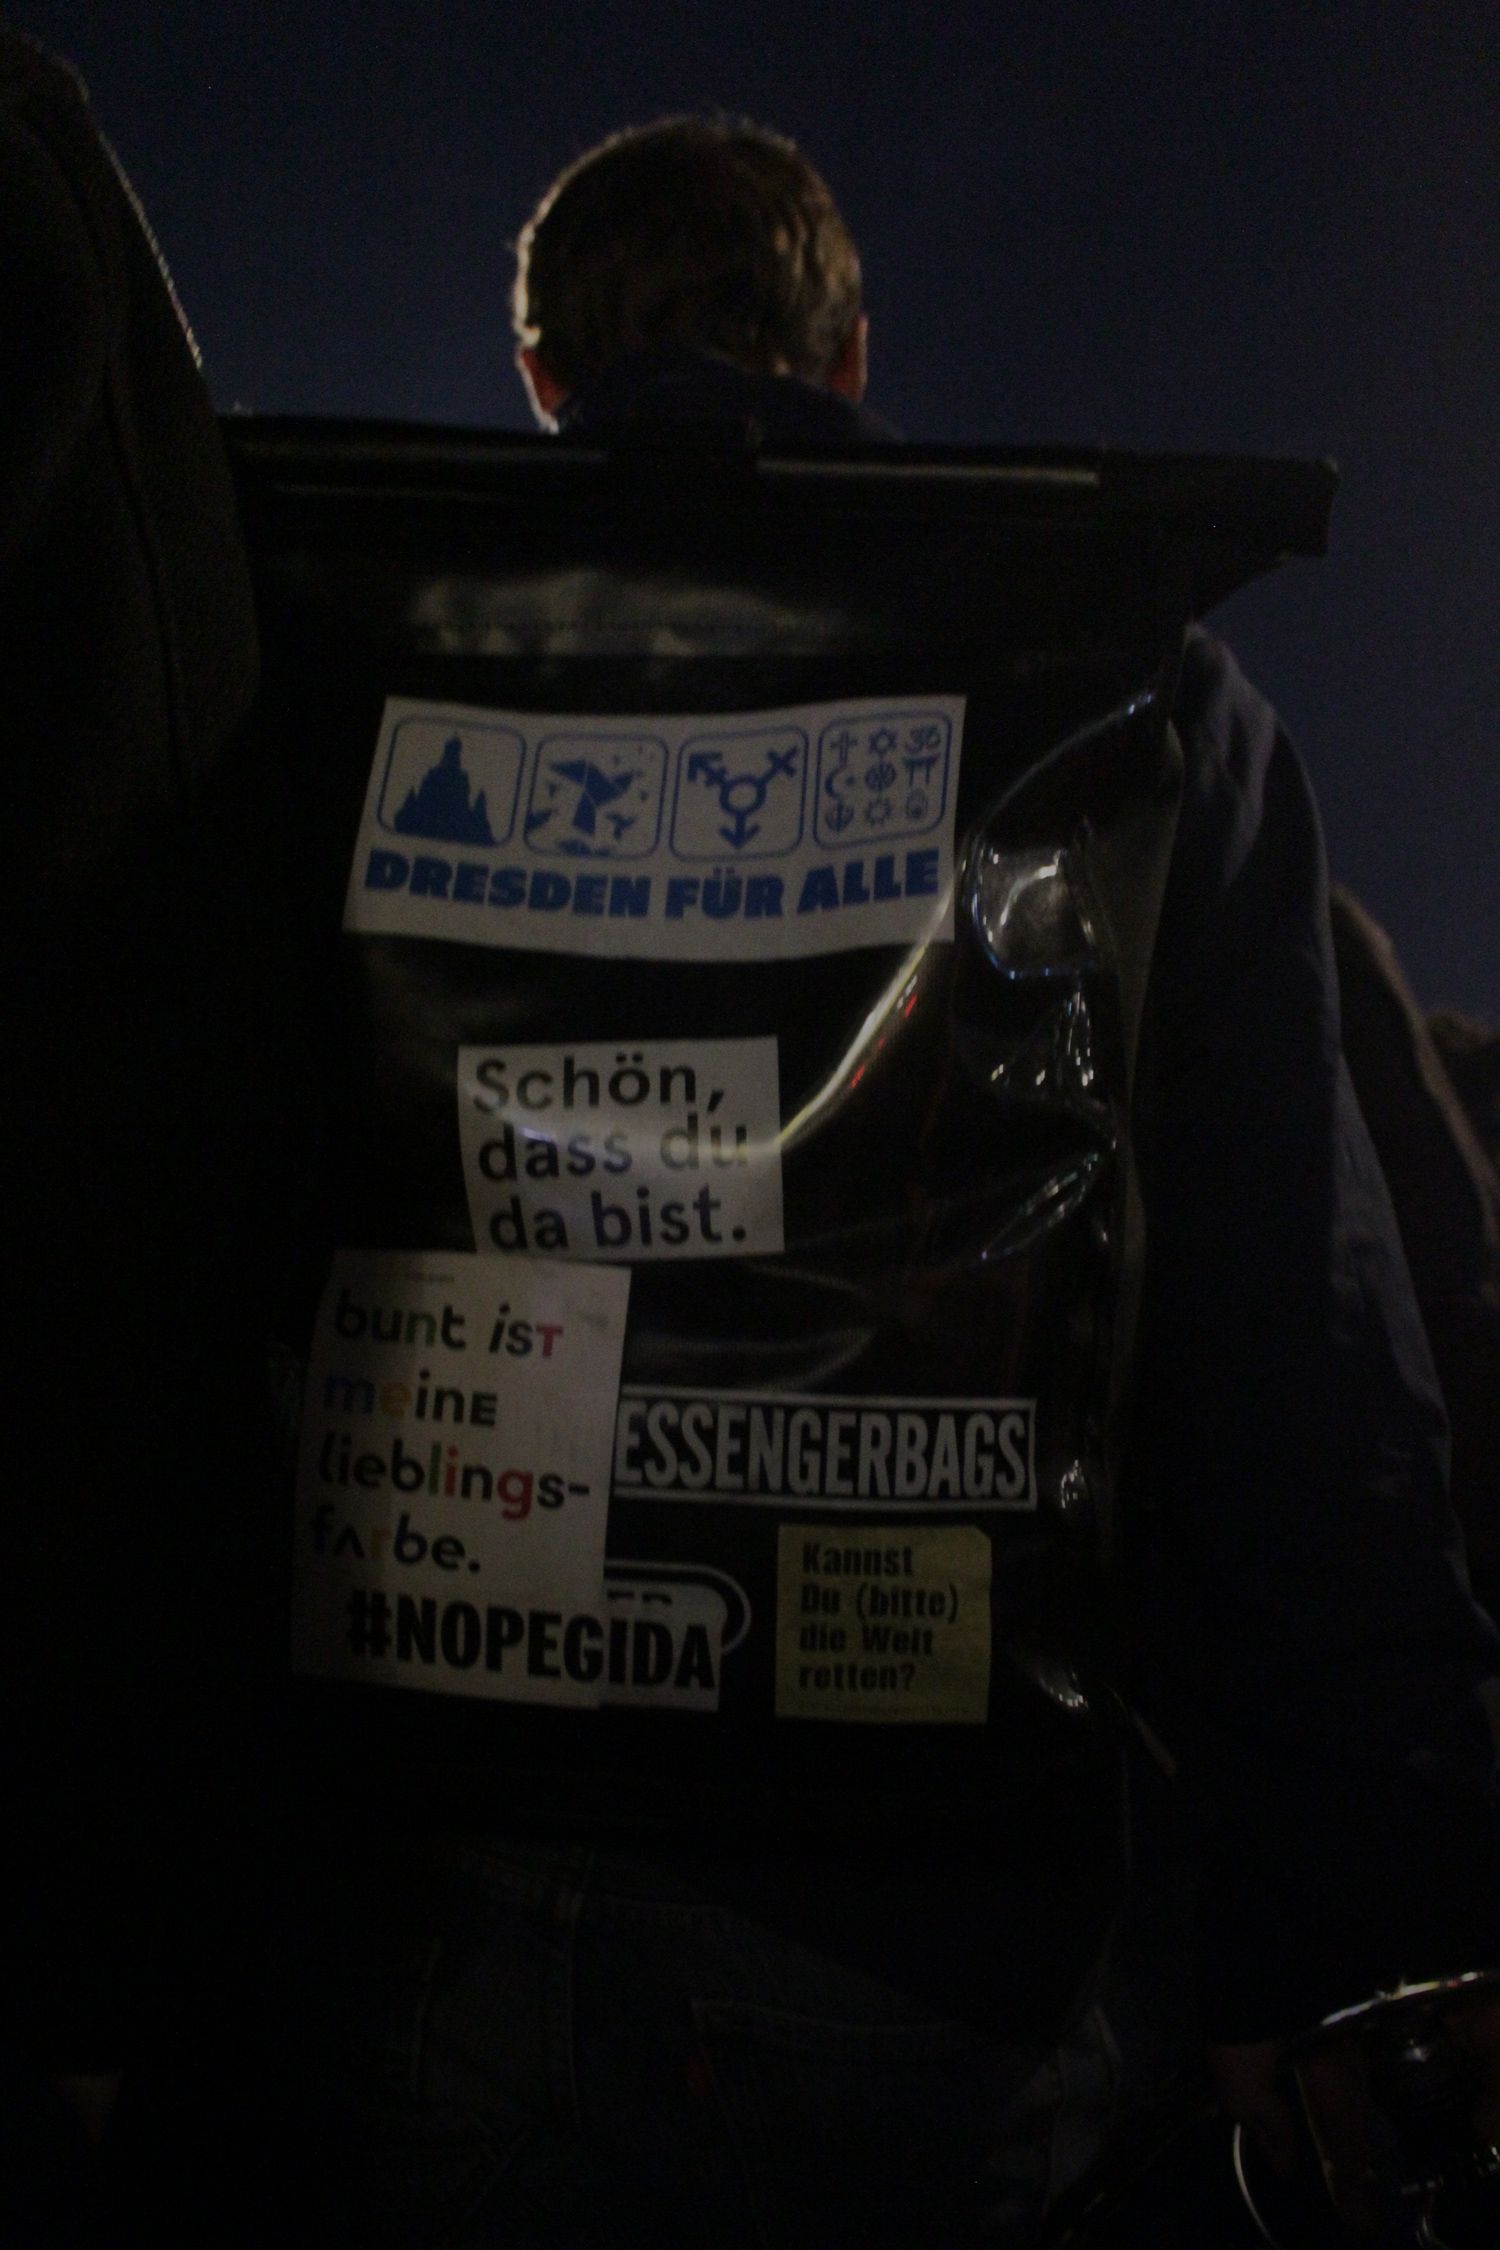 DRESDEN FÜR ALLE
Schön,
dass du
da bist.
bunt isT
meinE
lieblings-
farbe.
ESSENGERBAGS
#NOPEGIDA
Kannst
Du (bitte)
die Welt
retten?